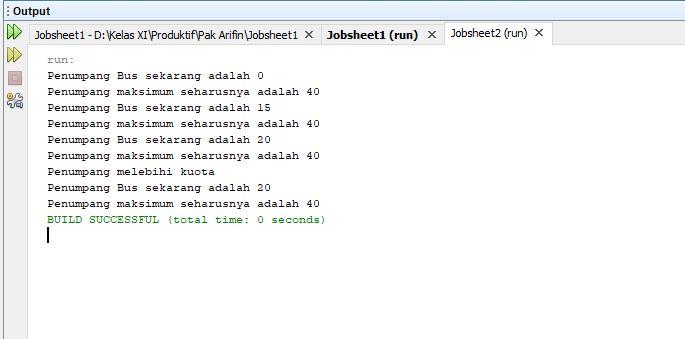 Output
Jobsheet1 - D:\Kelas XI\Produktif\Pak Arifin\Jobsheet1
Jobsheet1 (run)
Jobsheet2 (run)
run:
Penumpang Bus sekarang adalah 0
Penumpang maksimum seharusnya adalah 40
Penumpang Bus sekarang adalah 15
Penumpang maksimum seharusnya adalah 40
Penumpang Bus sekarang adalah 20
Penumpang maksimum seharusnya adalah 40
Penumpang melebihi kuota
Penumpang Bus sekarang adalah 20
Penumpang maksimum seharusnya adalah 40
BUILD SUCCESSFUL (total time: 0 seconds)